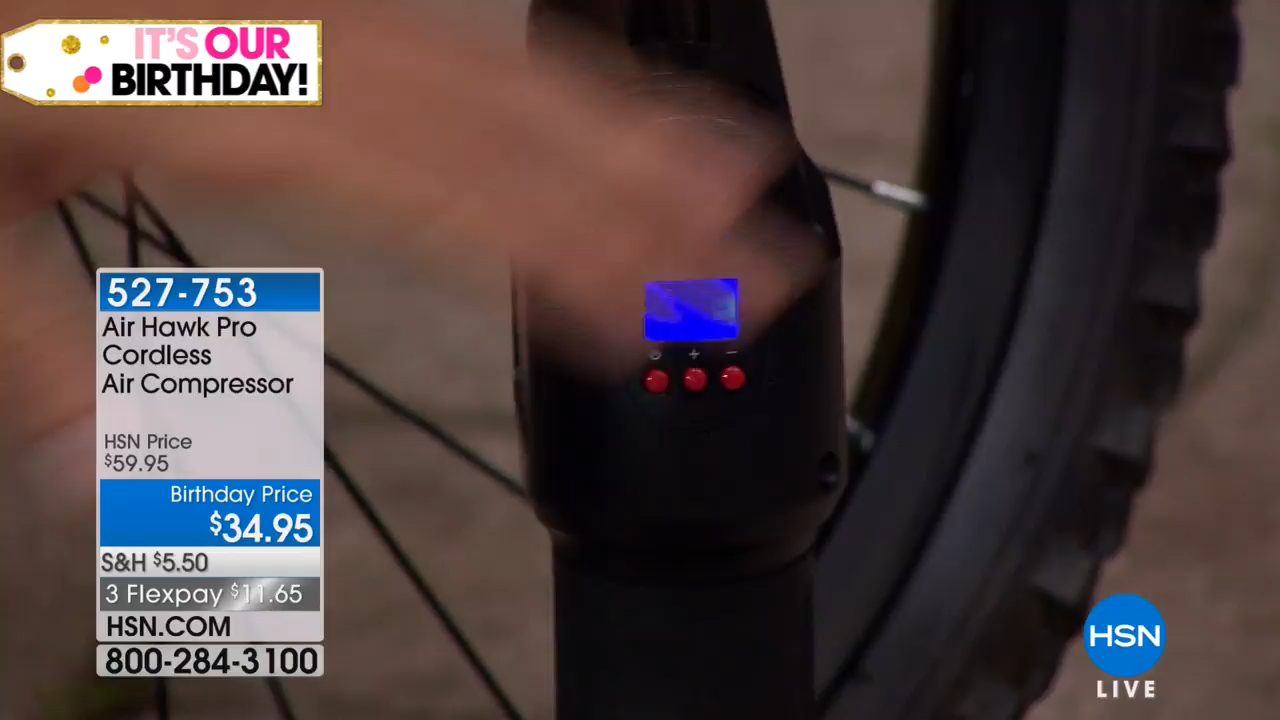 IT'S OUR
BIRTHDAY!
527-753
Air Hawk Pro
Cordless
Air Compressor
HSN Price
$59.95
Birthday Price
$34.95
S&H $5.50
3 Flexpay $11.65
HSN.COM
800-284-3100
+ −
HSN
LIVE